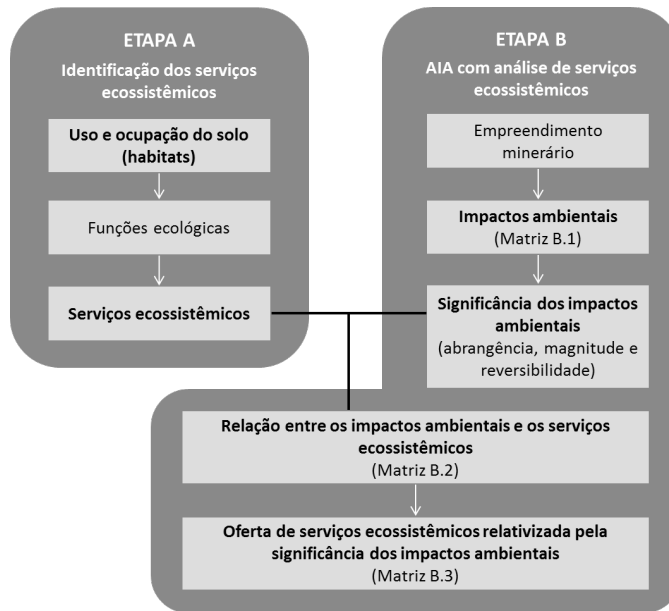 ETAPA A
Identificação dos serviços
ecossistêmicos
Uso e ocupação do solo
(habitats)
Funções ecológicas
Serviços ecossistêmicos
ETAPA B
AIA com análise de serviços
ecossistêmicos
Empreendimento
minerário
Impactos ambientais
(Matriz B.1)
Significância dos impactos
ambientais
(abrangência, magnitude e
reversibilidade)
Relação entre os impactos ambientais e os serviços
ecossistêmicos
(Matriz B.2)
Oferta de serviços ecossistêmicos relativizada pela
significância dos impactos ambientais
(Matriz B.3)